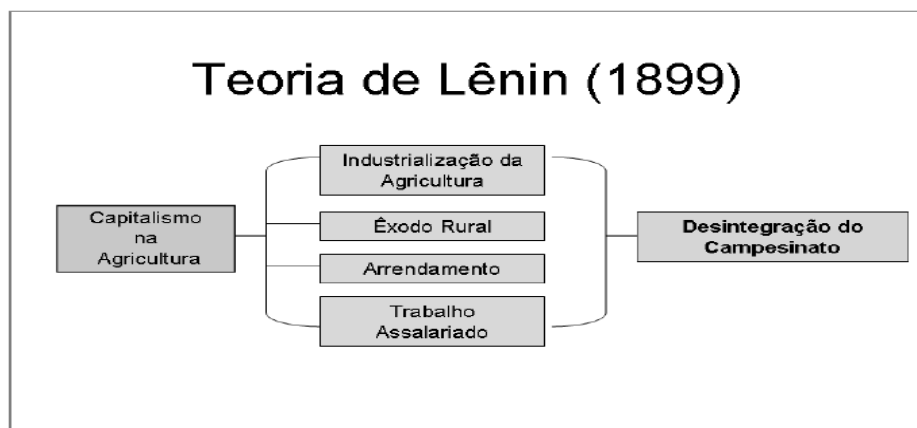 Teoria de Lênin (1899)
Industrialização da
Agricultura
Capitalismo
na
Agricultura
Êxodo Rural
Arrendamento
Trabalho
Assalariado
Desintegração do
Campesinato